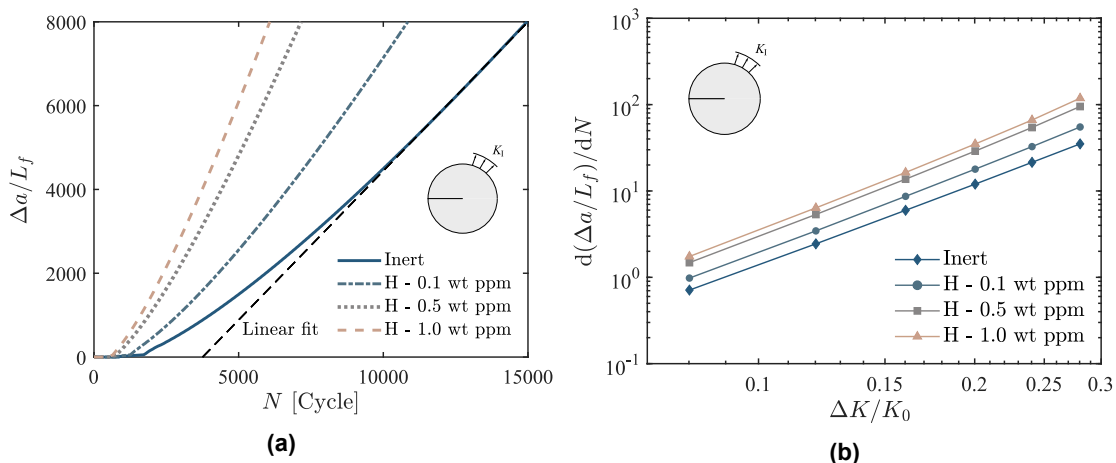 8000
6000
4000
2000
0
Δa/L_f
0 5000 10000 15000
N [Cycle]
K_I
Inert
H - 0.1 wt ppm
H - 0.5 wt ppm
H - 1.0 wt ppm
Linear fit
(a)
10^3
10^2
10^1
10^0
10^-1
d(Δa/L_f)/dN
0.1 0.15 0.2 0.25 0.3
ΔK/K_0
K_I
Inert
H - 0.1 wt ppm
H - 0.5 wt ppm
H - 1.0 wt ppm
(b)